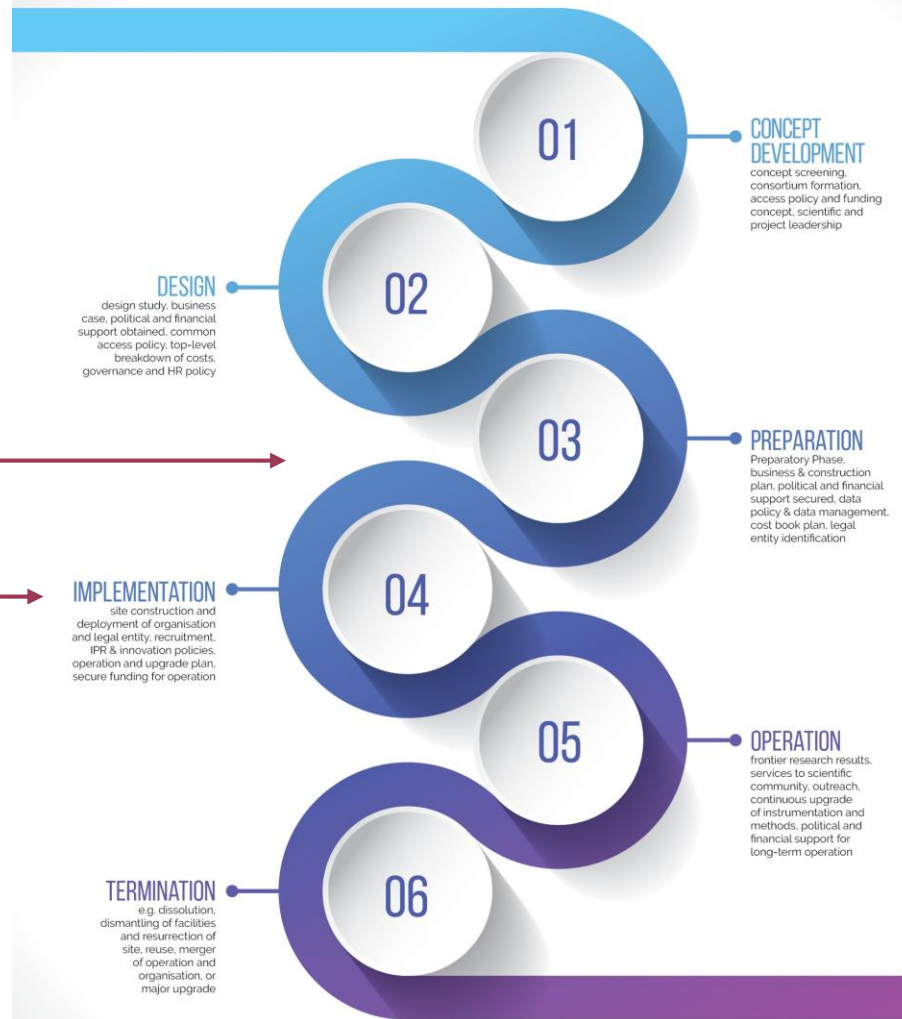 01
CONCEPT
DEVELOPMENT
concept screening,
consortium formation,
access policy and funding
concept, scientific and
project leadership
02
DESIGN
design study, business
case, political and financial
support obtained, common
access policy, top-level
breakdown of costs,
governance and HR policy
03
PREPARATION
Preparatory Phase,
business & construction
plan, political and financial
support secured, data
policy & data management,
cost book plan, legal
entity identification
04
IMPLEMENTATION
site construction and
deployment of organisation
and legal entity, recruitment,
IPR & innovation policies,
operation and upgrade plan,
secure funding for operation
05
OPERATION
frontier research results,
services to scientific
community, outreach,
continuous upgrade
of instrumentation and
methods, political and
financial support for
long-term operation
06
TERMINATION
e.g. dissolution,
dismantling of facilities
and resurrection of
site, reuse, merger
of operation and
organisation, or
major upgrade